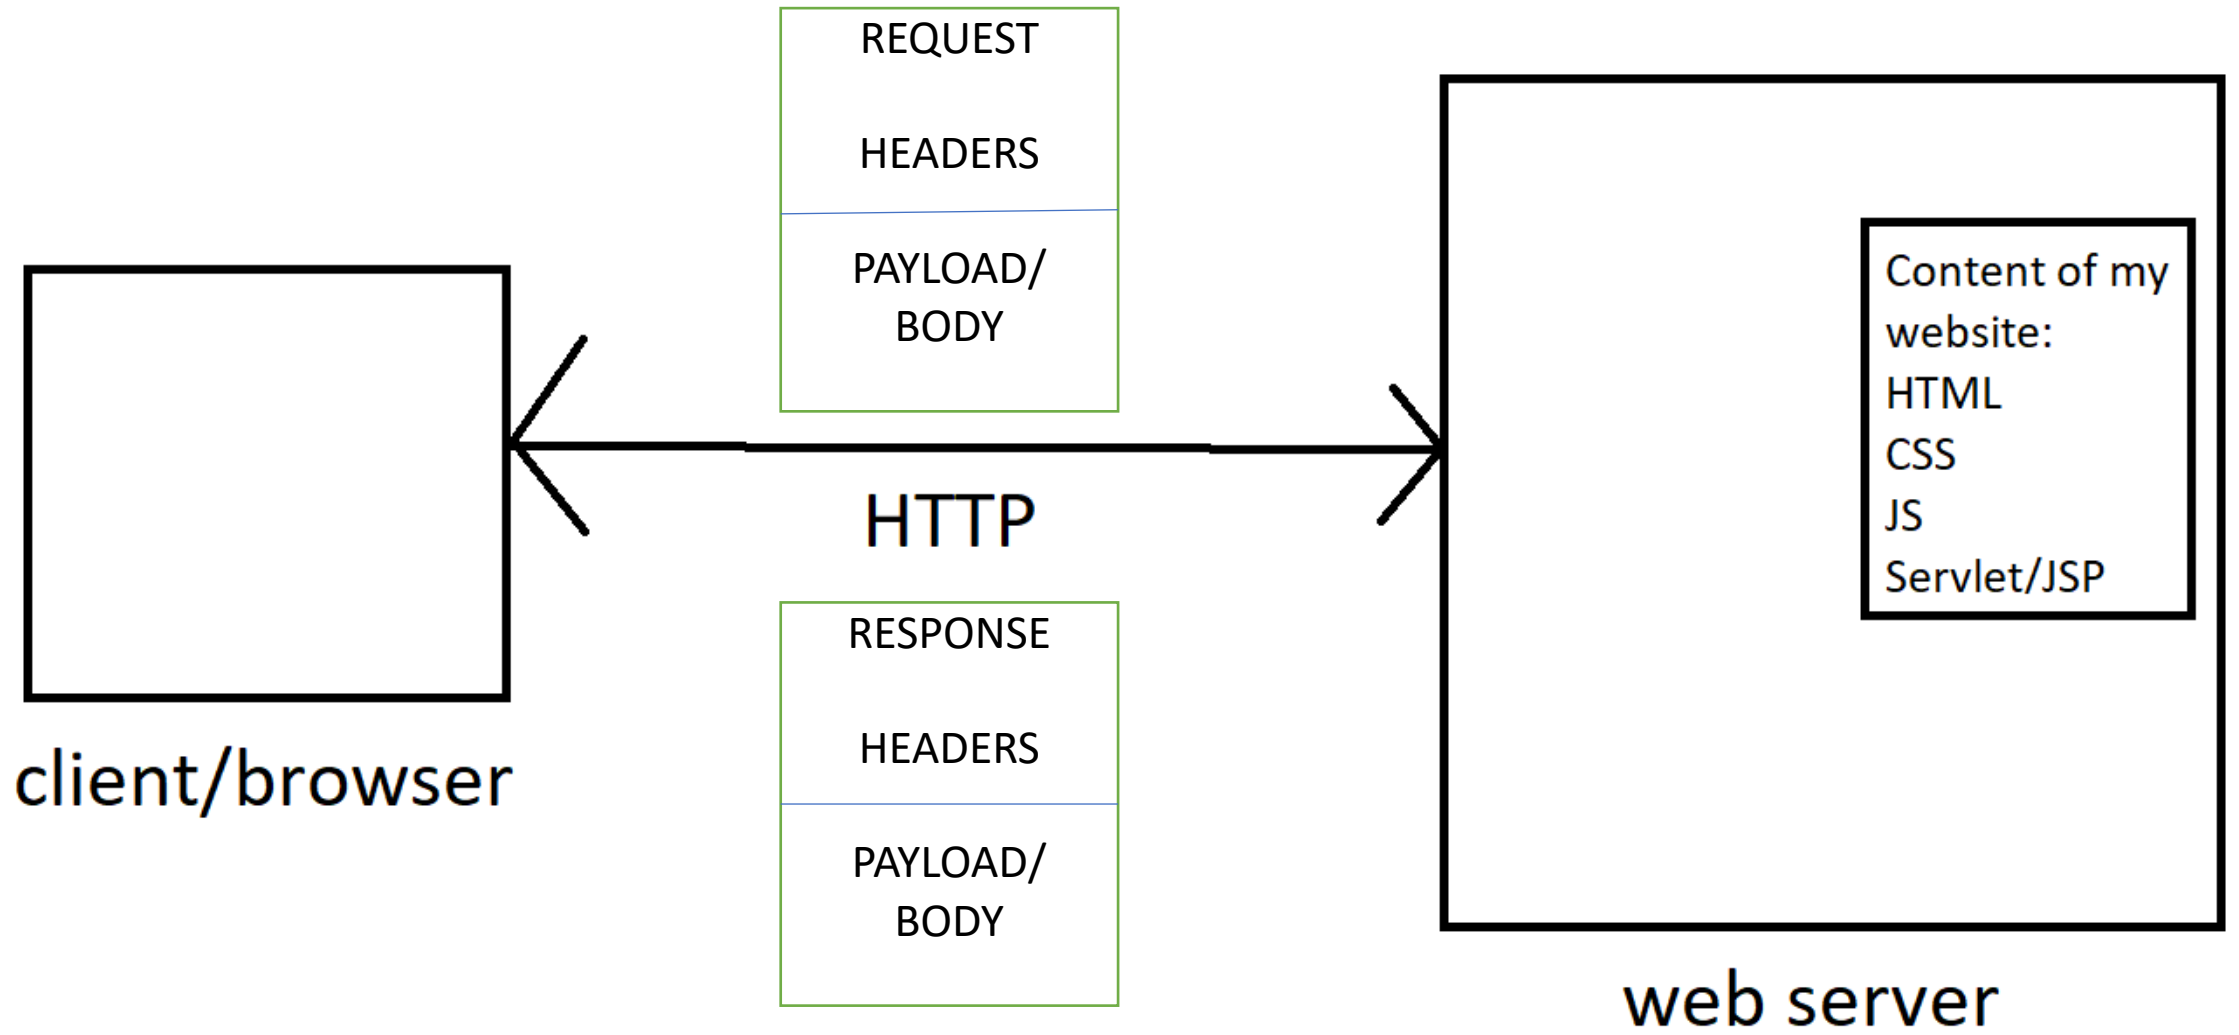 REQUEST
HEADERS
PAYLOAD/
BODY
HTTP
RESPONSE
HEADERS
PAYLOAD/
BODY
client/browser
Content of my
website:
HTML
CSS
JS
Servlet/JSP
web server